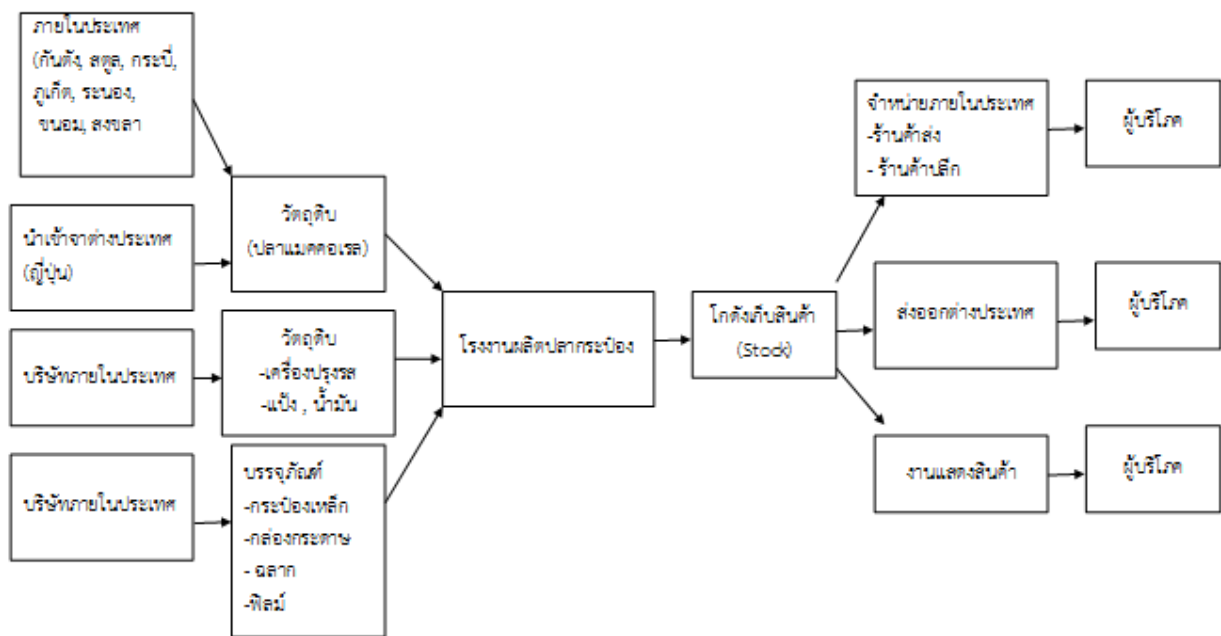 ภายในประเทศ
(กันตัง, สตูล, กระบี่,
ภูเก็ต, ระนอง,
ขนอม, สงขลา
นำเข้าจาต่างประเทศ
(ญี่ปุ่น)
บริษัทภายในประเทศ
บริษัทภายในประเทศ
วัตถุดิบ
(ปลาแมคคอเรล)
วัตถุดิบ
-เครื่องปรุงรส
-แป้ง , น้ำมัน
บรรจุภัณฑ์
-กระป๋องเหล็ก
-กล่องกระดาษ
- ฉลาก
-ฟิลม์
โรงงานผลิตปลากระป๋อง
โกดังเก็บสินค้า
(Stock)
จำหน่ายภายในประเทศ
-ร้านค้าส่ง
- ร้านค้าปลีก
ผู้บริโภค
ส่งออกต่างประเทศ
ผู้บริโภค
งานแสดงสินค้า
ผู้บริโภค